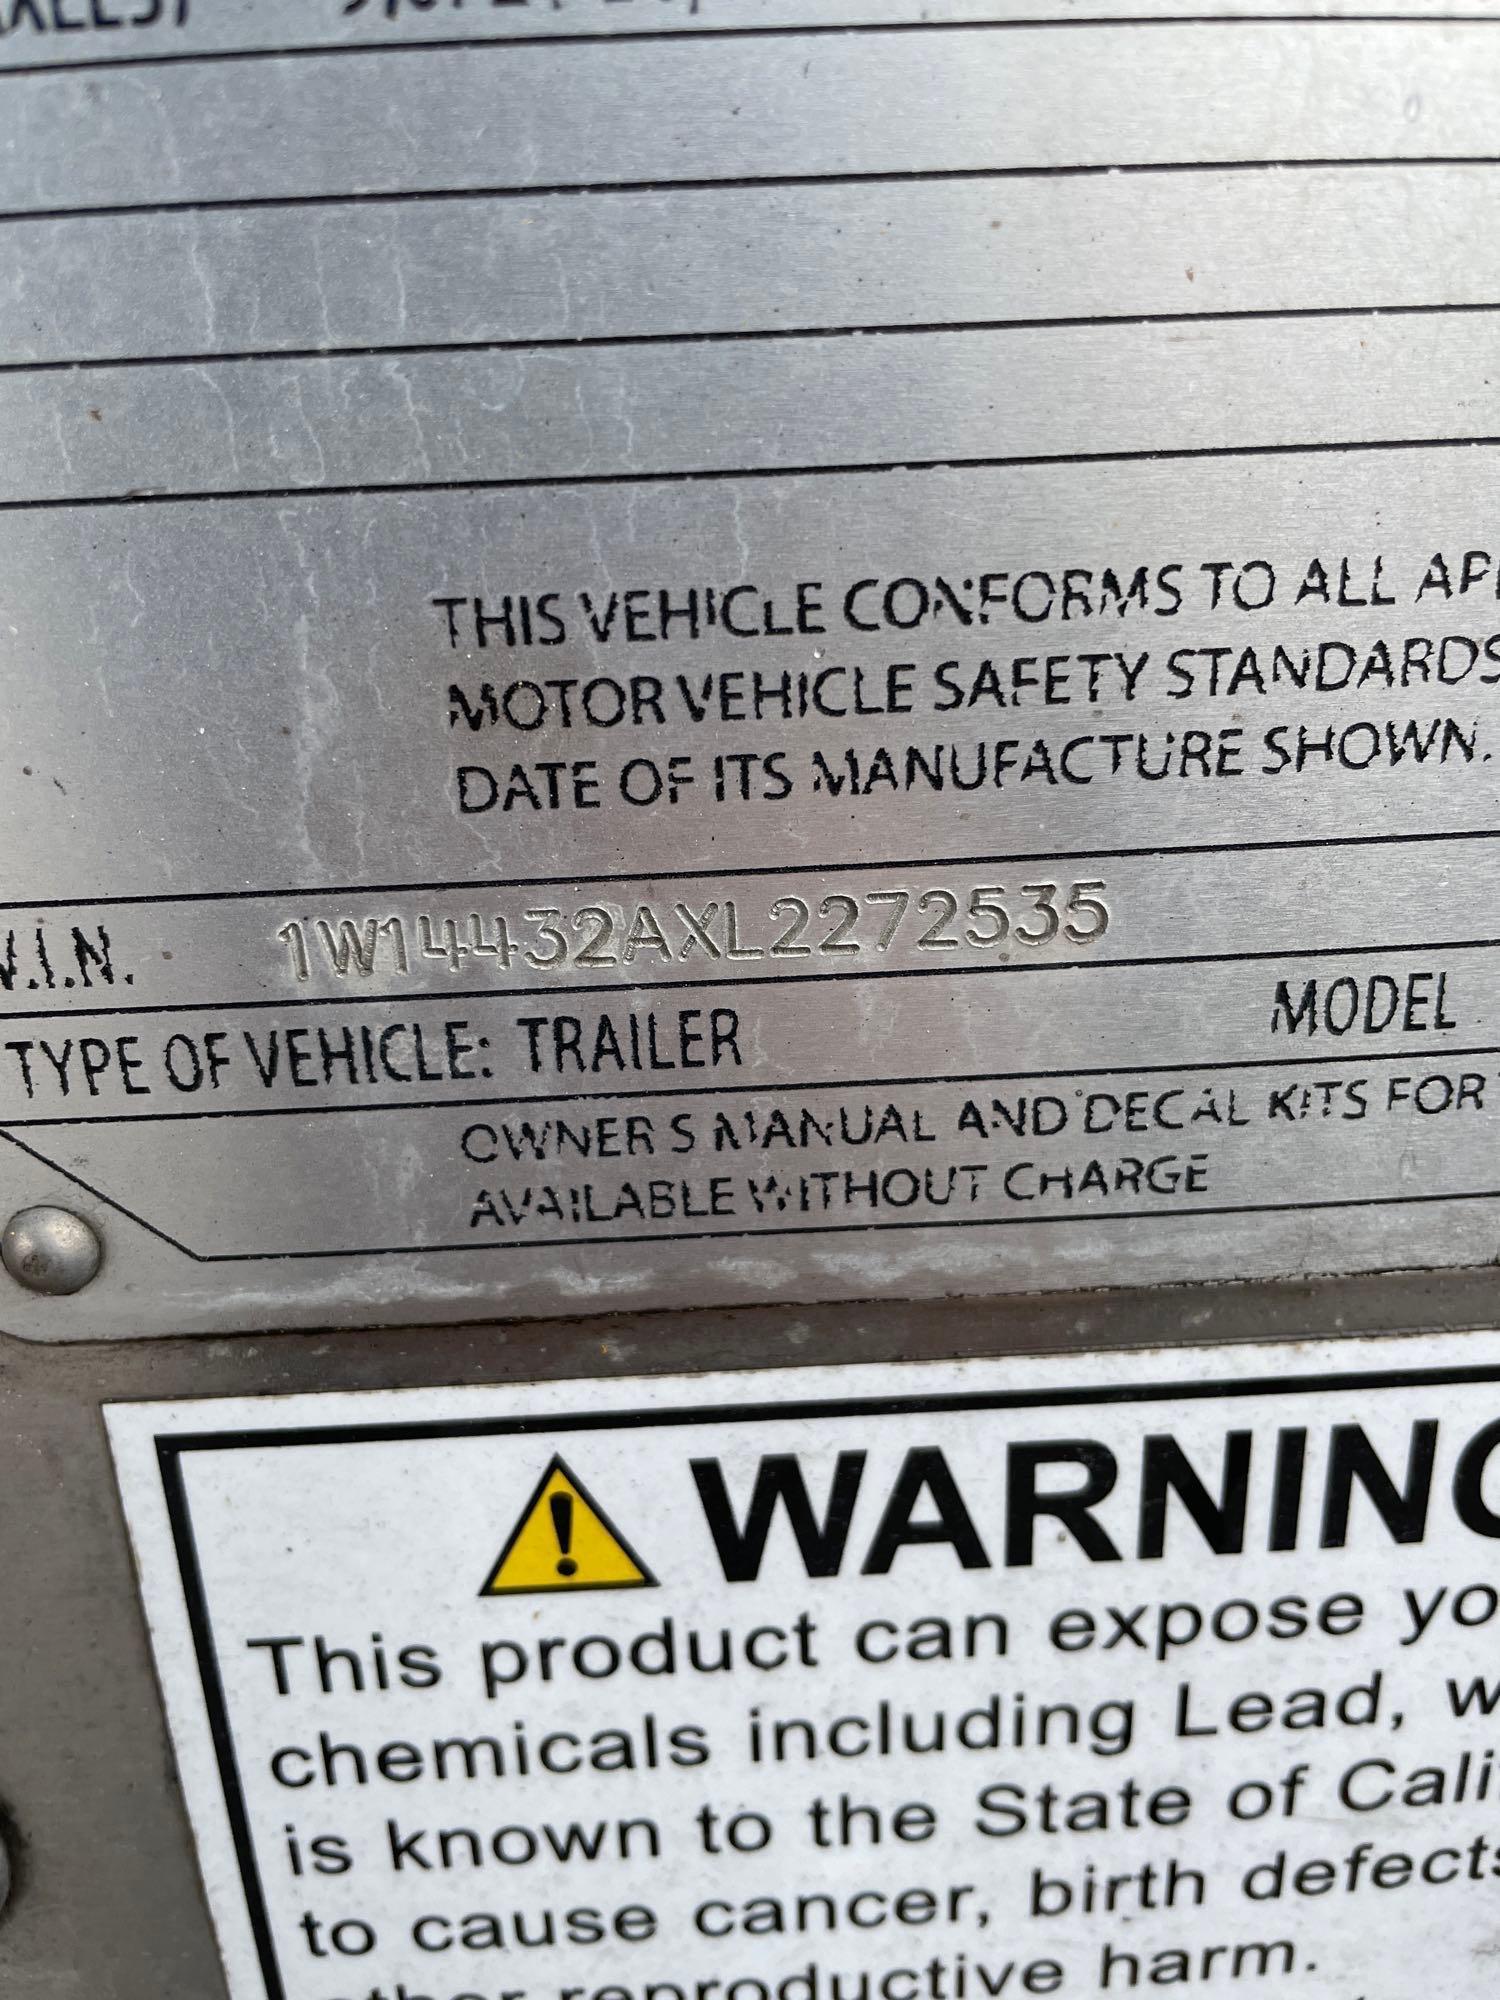 THIS VEHICLE CONFORMS TO ALL
MOTOR VEHICLE SAFETY STANDARDS
DATE OF ITS MANUFACTURE SHOWN.
V.I.N. 1W14432AXL2272535
TYPE OF VEHICLE: TRAILER MODEL
OWNER S MANUAL AND DECAL KITS FOR
AVAILABLE WITHOUT CHARGE
WARNING
This product can expose yo
chemicals including Lead, w
is known to the State of Cali
to cause cancer, birth defects
other reproductive harm.